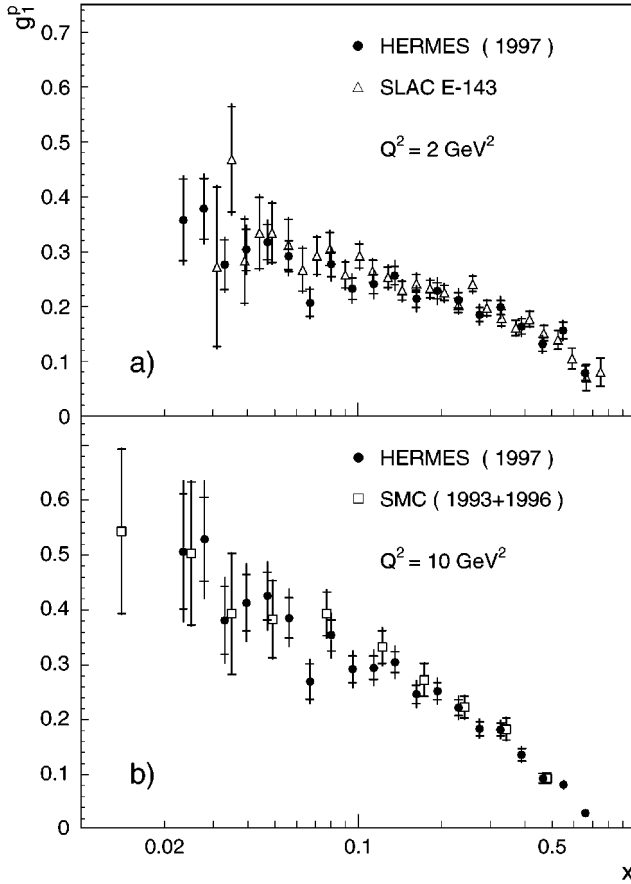 g₁ᵖ
0.7
● HERMES ( 1997 )
0.6
△ SLAC E-143
0.5
Q² = 2 GeV²
0.4
0.3
0.2
0.1
a)
0
● HERMES ( 1997 )
0.6
□ SMC ( 1993+1996 )
0.5
Q² = 10 GeV²
0.4
0.3
0.2
0.1
b)
0
0.02 0.1 0.5
x